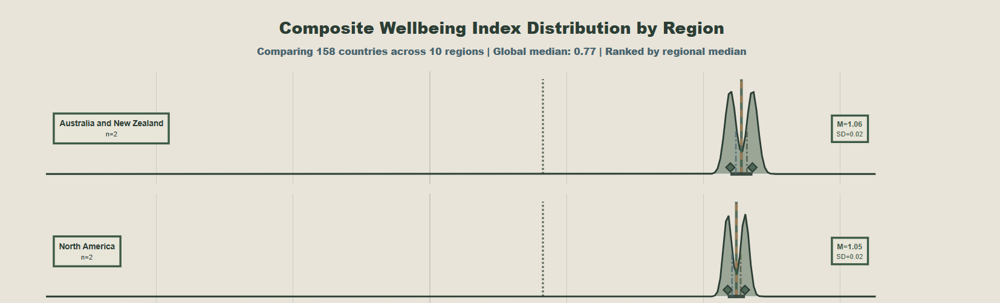 Composite Wellbeing Index Distribution by Region
Comparing 158 countries across 10 regions | Global median: 0.77 | Ranked by regional median
Australia and New Zealand
n=2
M=1.06
SD=0.02
North America
n=2
M=1.05
SD=0.02